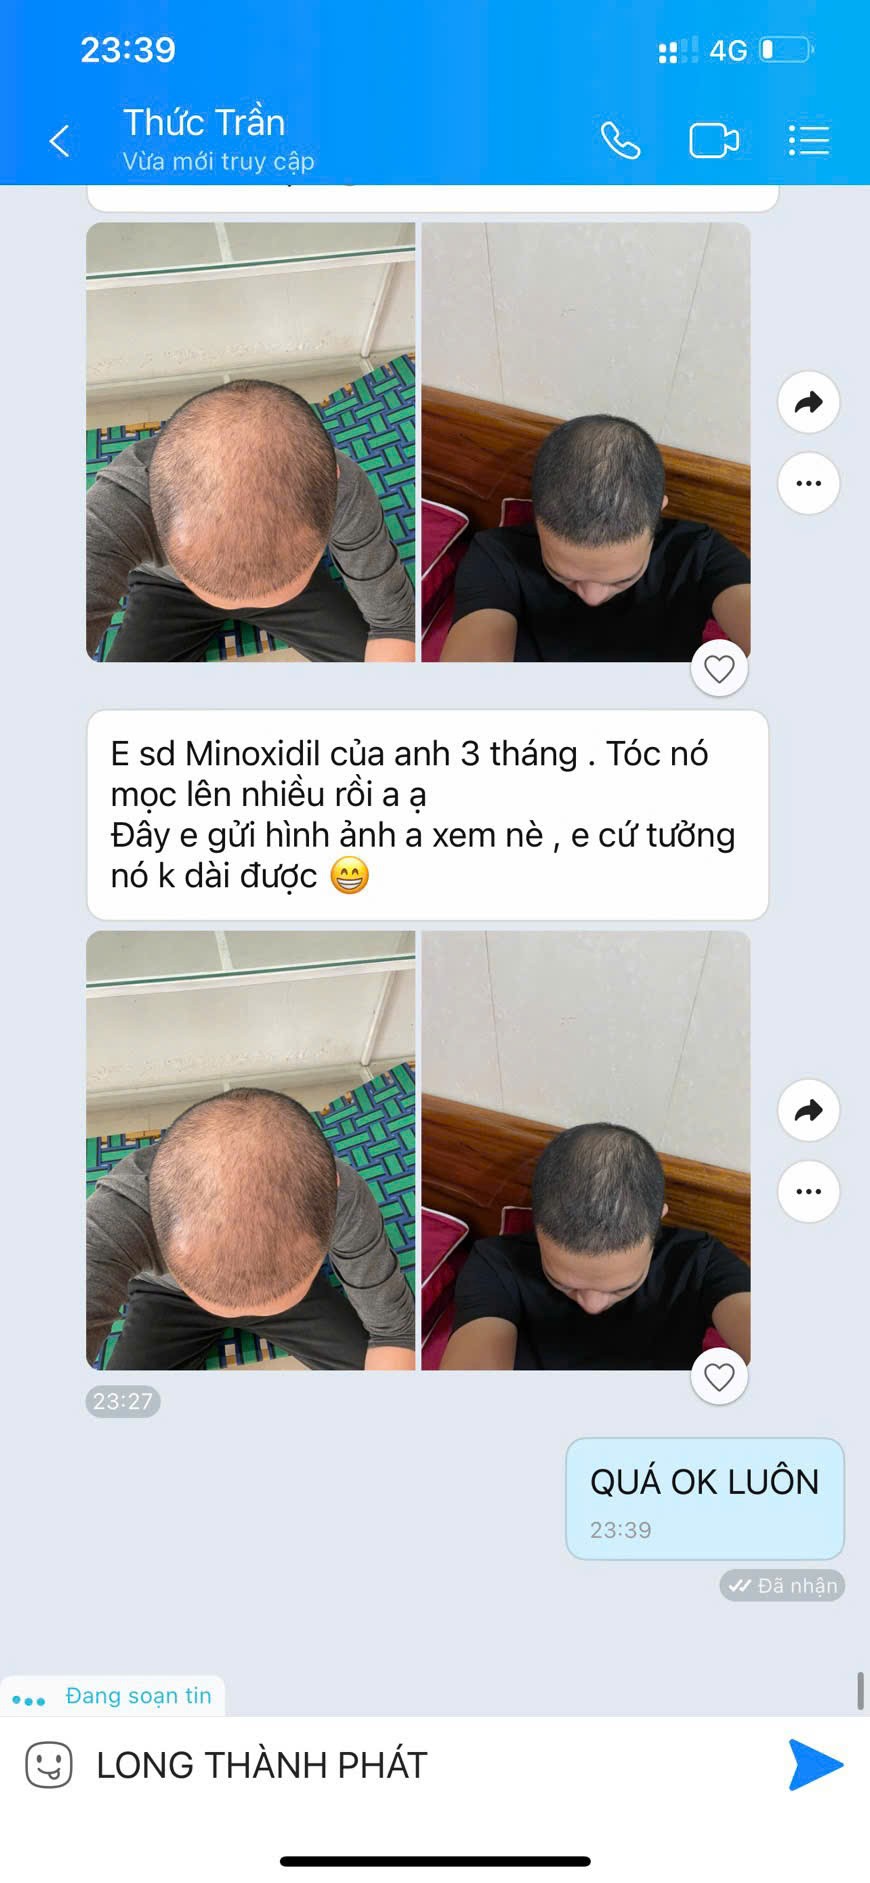 23:39
4G
Thức Trần
Vừa mới truy cập
E sd Minoxidil của anh 3 tháng . Tóc nó
mọc lên nhiều rồi a ạ
Đây e gửi hình ảnh a xem nè , e cứ tưởng
nó k dài được 😁
23:27
QUÁ OK LUÔN
23:39
Đã nhận
Đang soạn tin
LONG THÀNH PHÁT